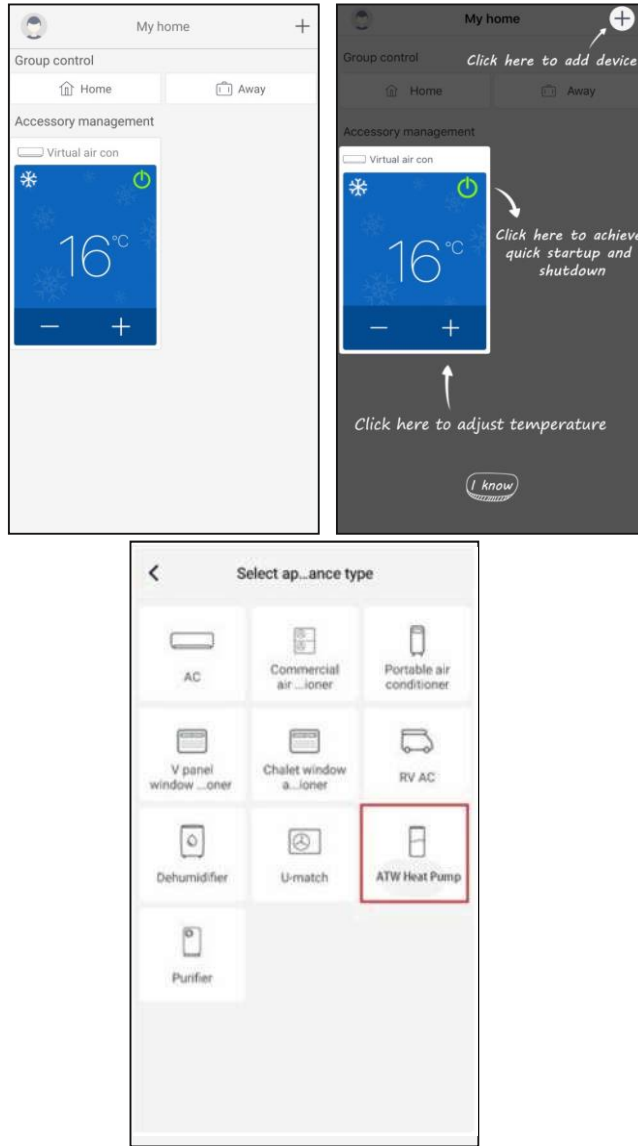 My home
+
Group control
Home
Away
Accessory management
Virtual air con
16°C
− +
My home
+
Click here to add device
Group control
Home
Away
Accessory management
Virtual air con
16°C
− +
Click here to achieve
quick startup and
shutdown
Click here to adjust temperature
I know
Select ap...ance type
AC
Commercial
air ...ioner
Portable air
conditioner
V panel
window ...oner
Chalet window
a...ioner
RV AC
Dehumidifier
U-match
ATW Heat Pump
Purifier